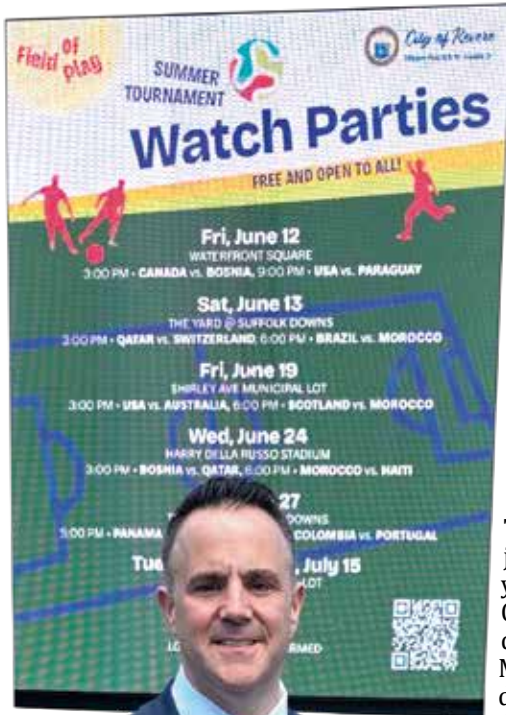 Field of play
SUMMER
TOURNAMENT
City of Revere
Watch Parties
FREE AND OPEN TO ALL!
Fri, June 12
WATERFRONT SQUARE
3:00 PM • CANADA vs. BOSNIA, 9:00 PM • USA vs. PARAGUAY
Sat, June 13
THE YARD @ SUFFOLK DOWNS
3:00 PM • QATAR vs. SWITZERLAND, 6:00 PM • BRAZIL vs. MOROCCO
Fri, June 19
SHIRLEY AVE MUNICIPAL LOT
3:00 PM • USA vs. AUSTRALIA, 6:00 PM • SCOTLAND vs. MOROCCO
Wed, June 24
HARRY DELLA RUSSO STADIUM
3:00 PM • BOSNIA vs. QATAR, 6:00 PM • MOROCCO vs. HAITI
27
DOWNS
5:00 PM • PANAMA COLOMBIA vs. PORTUGAL
July 15
LOT